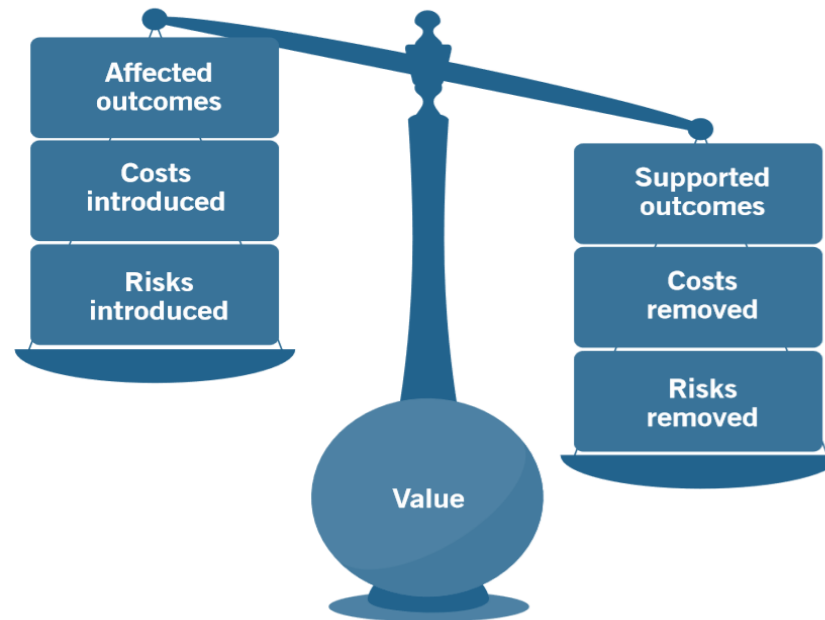 Affected
outcomes
Costs
introduced
Risks
introduced
Value
Supported
outcomes
Costs
removed
Risks
removed